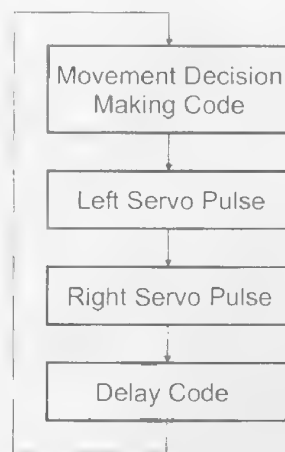 Movement Decision
Making Code
Left Servo Pulse
Right Servo Pulse
Delay Code